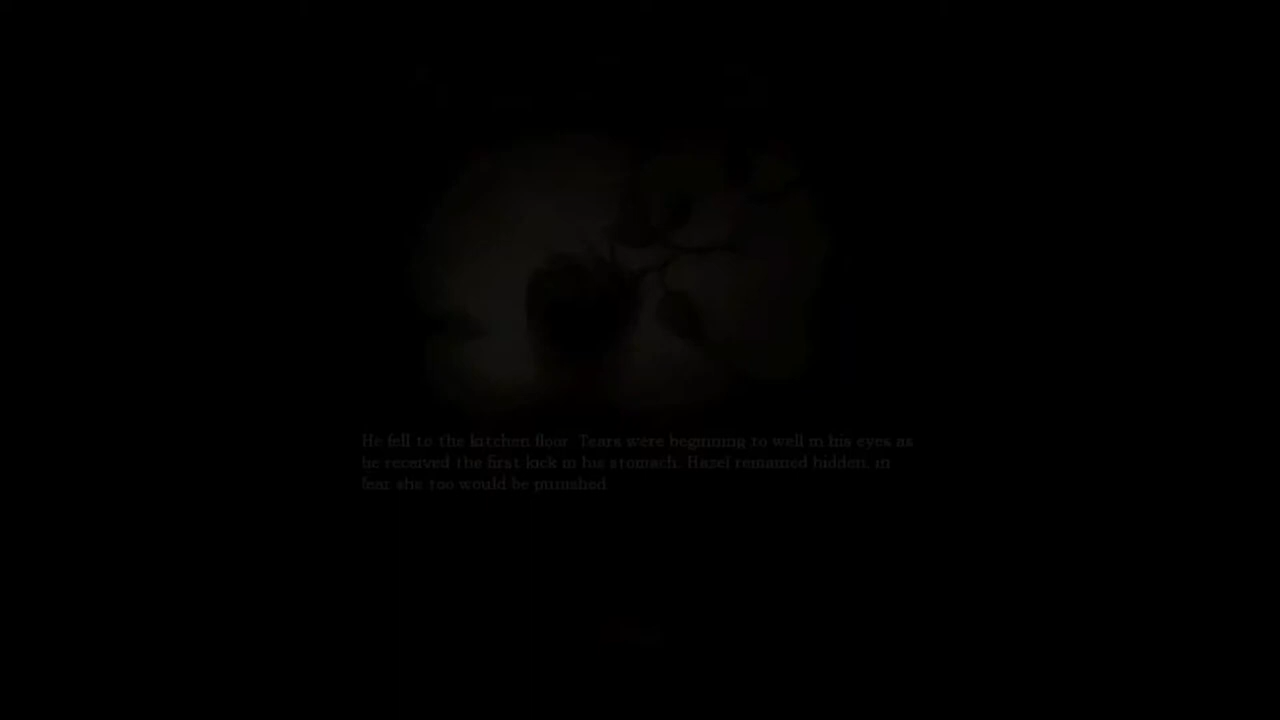 He fell to the kitchen floor. Tears were beginning to well in his eyes as
he received the first kick in his stomach. Hazel remained hidden, in
fear she too would be punished.